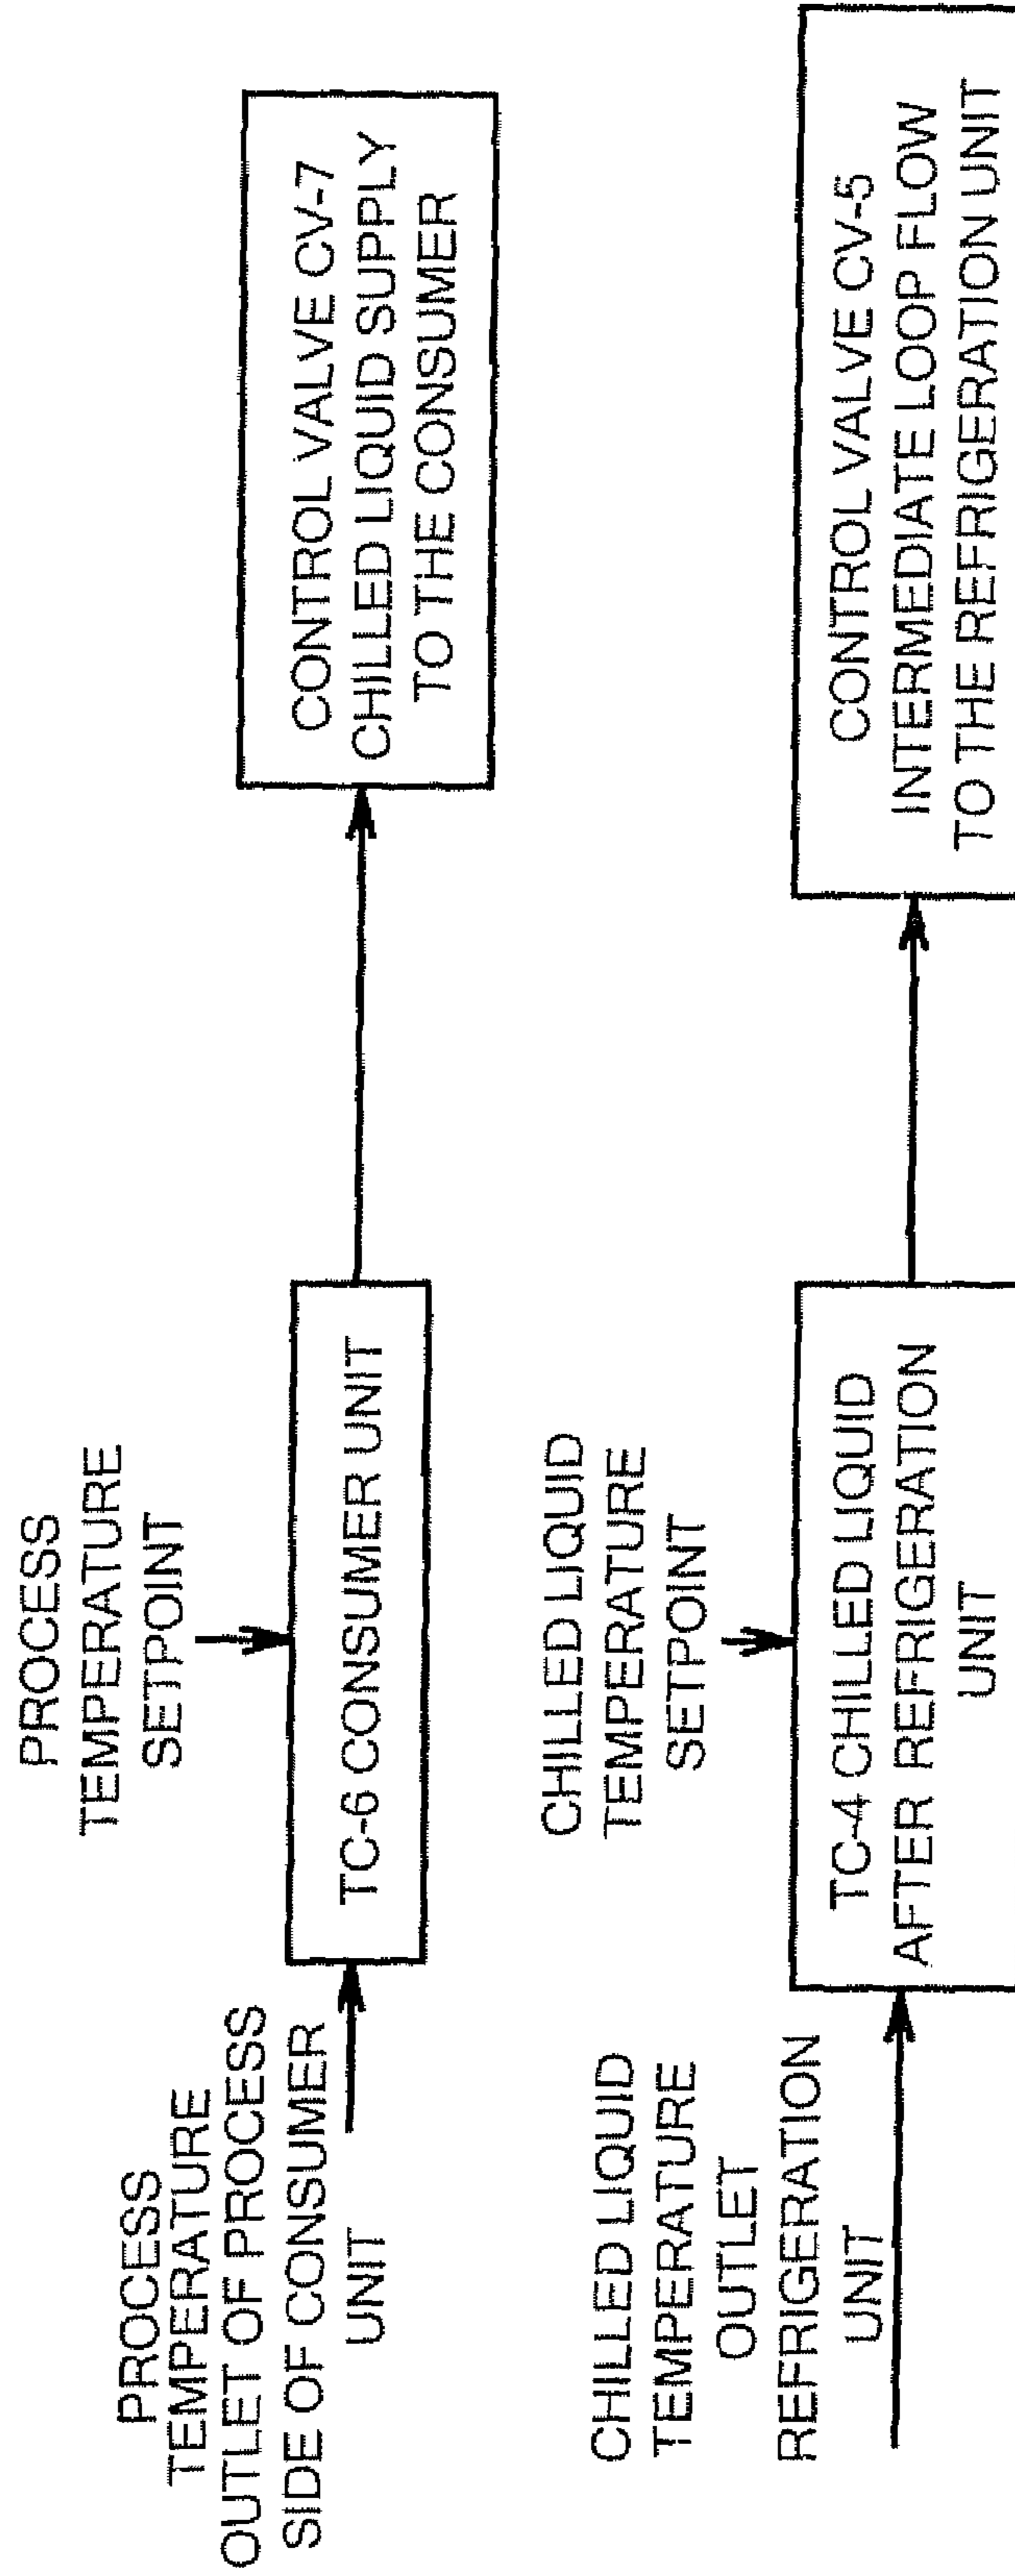 PROCESS
TEMPERATURE
SETPOINT
PROCESS
TEMPERATURE
OUTLET OF PROCESS
SIDE OF CONSUMER
UNIT
TC-6 CONSUMER UNIT
CONTROL VALVE CV-7
CHILLED LIQUID SUPPLY
TO THE CONSUMER
CHILLED LIQUID
TEMPERATURE
SETPOINT
CHILLED LIQUID
TEMPERATURE
OUTLET
REFRIGERATION
UNIT
TC-4 CHILLED LIQUID
AFTER REFRIGERATION
UNIT
CONTROL VALVE CV-5
INTERMEDIATE LOOP FLOW
TO THE REFRIGERATION UNIT